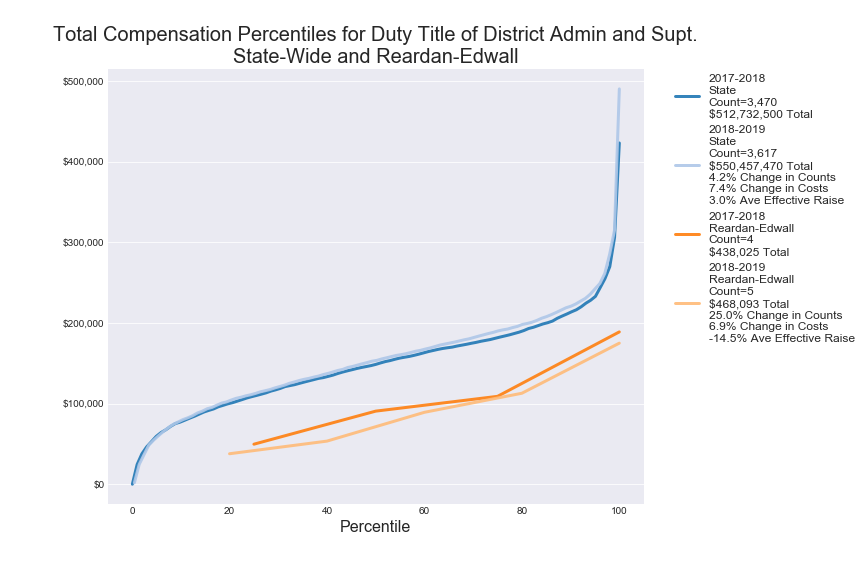 Total Compensation Percentiles for Duty Title of District Admin and Supt.
State-Wide and Reardan-Edwall
$500,000
$400,000
$300,000
$200,000
$100,000
$0
0 20 40 60 80 100
Percentile
2017-2018
State
Count=3,470
$512,732,500 Total
2018-2019
State
Count=3,617
$550,457,470 Total
4.2% Change in Counts
7.4% Change in Costs
3.0% Ave Effective Raise
2017-2018
Reardan-Edwall
Count=4
$438,025 Total
2018-2019
Reardan-Edwall
Count=5
$468,093 Total
25.0% Change in Counts
6.9% Change in Costs
-14.5% Ave Effective Raise